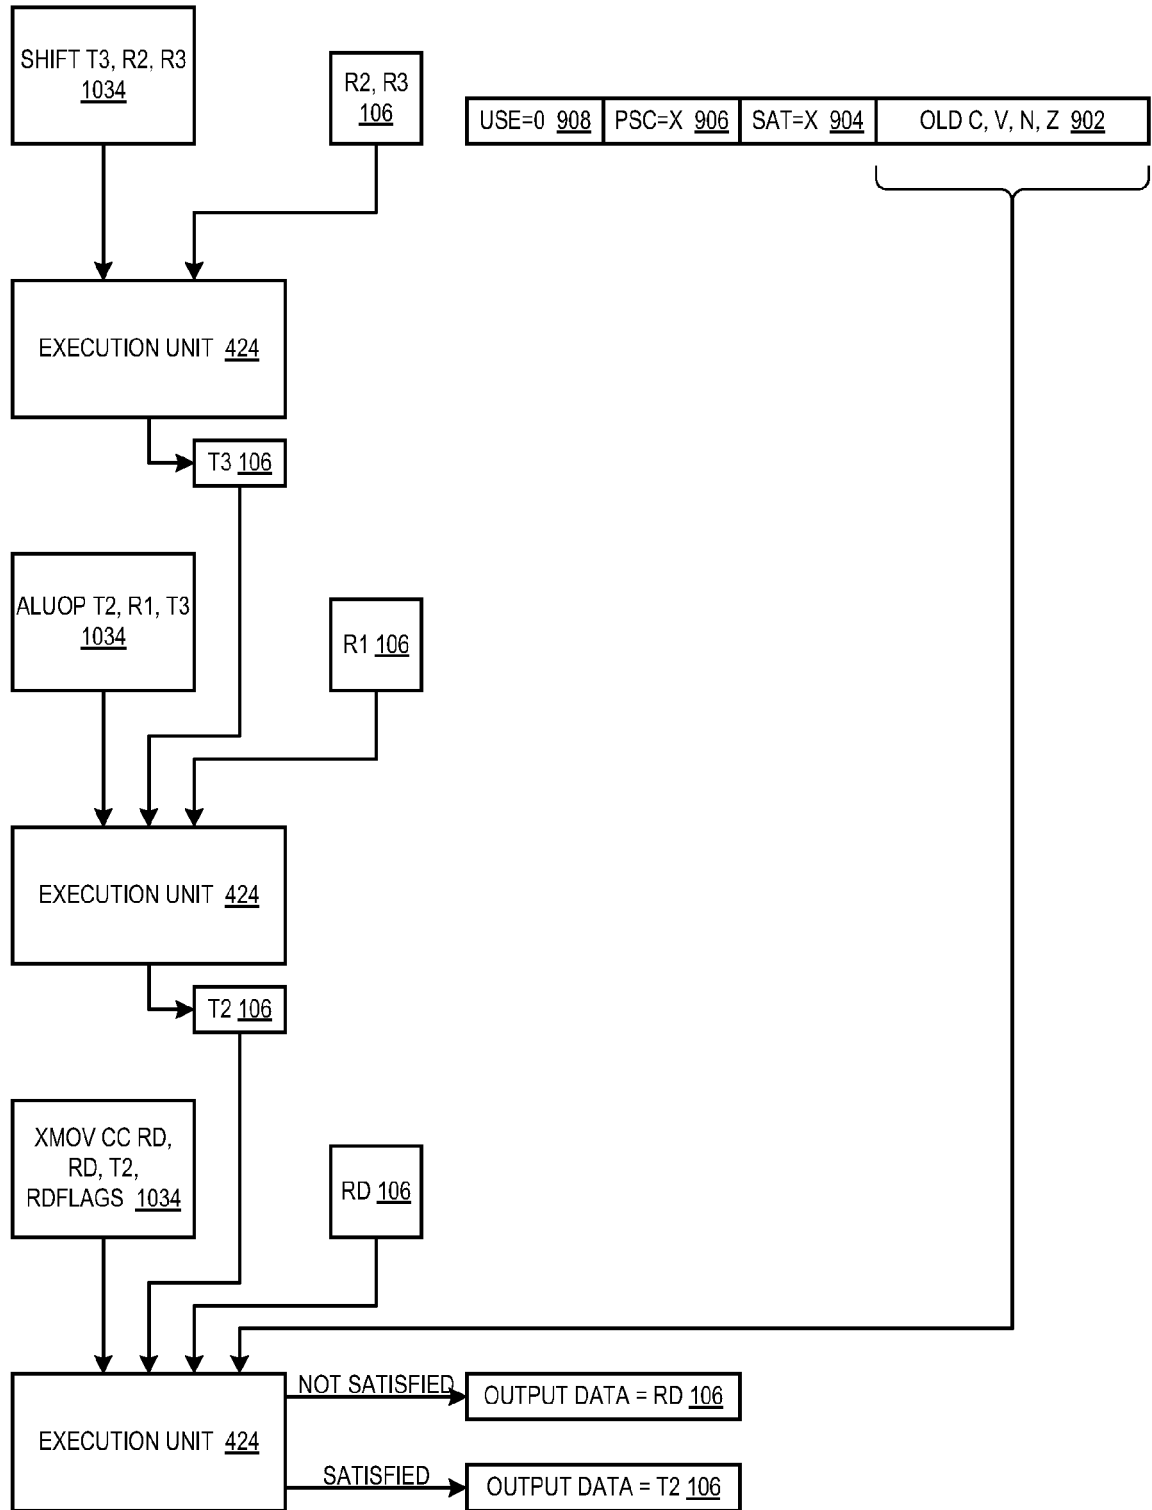 SHIFT T3, R2, R3
1034
R2, R3
106
USE=0 908
PSC=X 906
SAT=X 904
OLD C, V, N, Z 902
EXECUTION UNIT 424
T3 106
ALUOP T2, R1, T3
1034
R1 106
EXECUTION UNIT 424
T2 106
XMOV CC RD,
RD, T2,
RDFLAGS 1034
RD 106
EXECUTION UNIT 424
NOT SATISFIED
OUTPUT DATA = RD 106
SATISFIED
OUTPUT DATA = T2 106